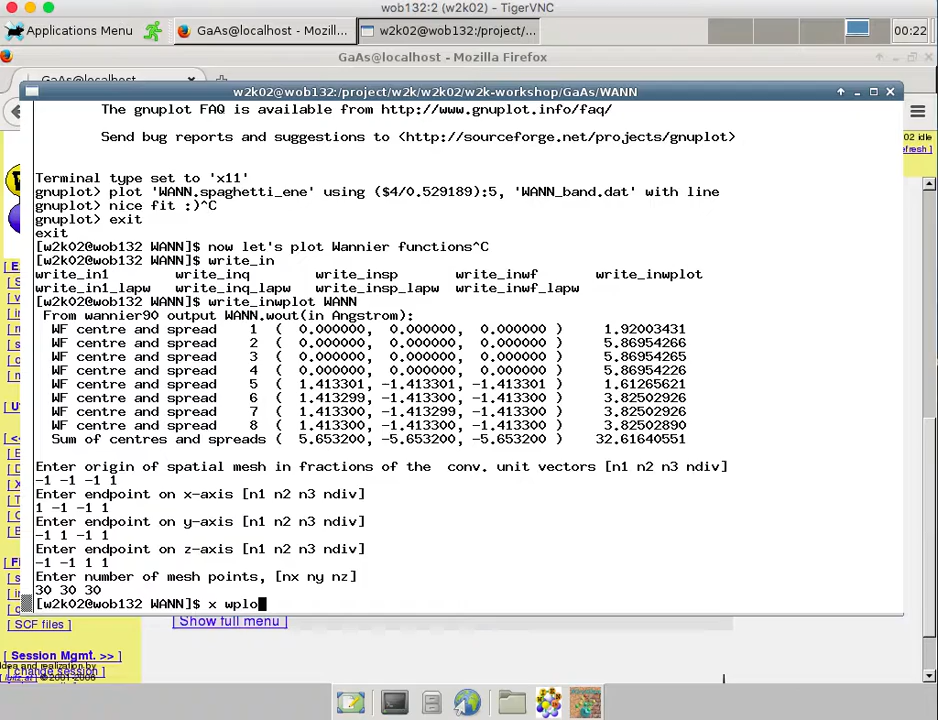 wob132:2 (w2k02) - TigerVNC
Applications Menu
GaAs@localhost - Mozill...
w2k02@wob132:/project/...
00:22
GaAs@localhost - Mozilla Firefox
GaAs@localhost
w2k02@wob132:/project/w2k/w2k02/w2k-workshop/GaAs/WANN
The gnuplot FAQ is available from http://www.gnuplot.info/faq/
Send bug reports and suggestions to <http://sourceforge.net/projects/gnuplot>
Terminal type set to 'x11'
gnuplot> plot 'WANN.spaghetti_ene' using ($4/0.529189):5, 'WANN_band.dat' with line
gnuplot> nice fit :)^C
gnuplot> exit
exit
[w2k02@wob132 WANN]$ now let's plot Wannier functions^C
[w2k02@wob132 WANN]$ write_in
write_in1 write_inq write_insp write_inwf write_inwplot
write_in1_lapw write_inq_lapw write_insp_lapw write_inwf_lapw
[w2k02@wob132 WANN]$ write_inwplot WANN
From wannier90 output WANN.wout(in Angstrom):
WF centre and spread 1 ( 0.000000, 0.000000, 0.000000 ) 1.92003431
WF centre and spread 2 ( 0.000000, 0.000000, 0.000000 ) 5.86954266
WF centre and spread 3 ( 0.000000, 0.000000, 0.000000 ) 5.86954265
WF centre and spread 4 ( 0.000000, 0.000000, 0.000000 ) 5.86954226
WF centre and spread 5 ( 1.413301, -1.413301, -1.413301 ) 1.61265621
WF centre and spread 6 ( 1.413299, -1.413301, -1.413300 ) 3.82502926
WF centre and spread 7 ( 1.413300, -1.413299, -1.413300 ) 3.82502926
WF centre and spread 8 ( 1.413300, -1.413300, -1.413300 ) 3.82502890
Sum of centres and spreads ( 5.653200, -5.653200, -5.653200 ) 32.61640551
Enter origin of spatial mesh in fractions of the conv. unit vectors [n1 n2 n3 ndiv]
-1 -1 -1 1
Enter endpoint on x-axis [n1 n2 n3 ndiv]
1 -1 -1 1
Enter endpoint on y-axis [n1 n2 n3 ndiv]
-1 1 -1 1
Enter endpoint on z-axis [n1 n2 n3 ndiv]
-1 -1 1 1
Enter number of mesh points, [nx ny nz]
30 30 30
[w2k02@wob132 WANN]$ x wplo
02 idle
[ SCF files ]
[ Show full menu ]
[ Session Mgmt. >> ]
[ change session ]
Idea and realization by
© 2001-2006